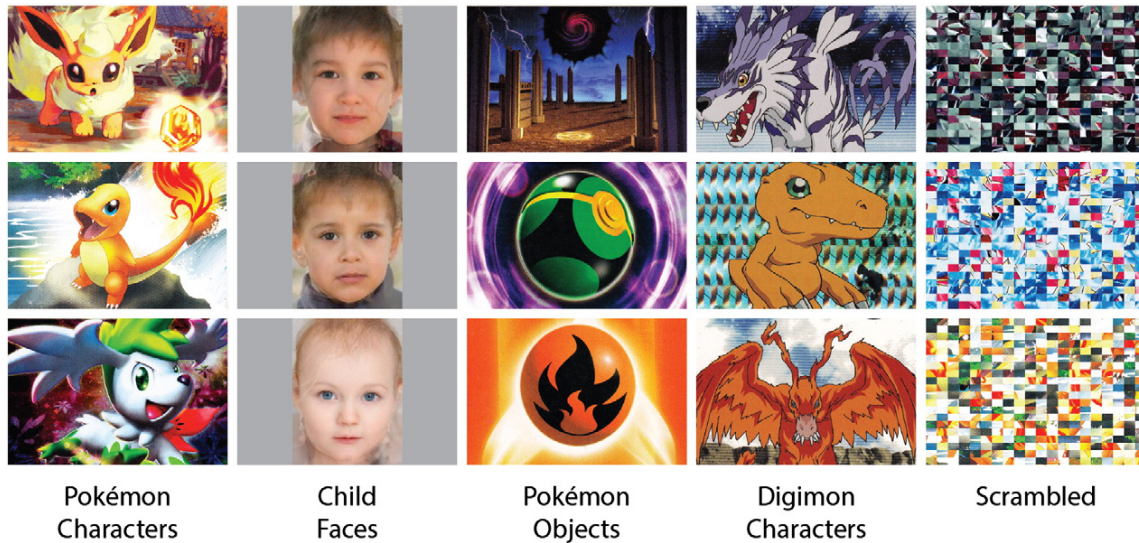 Pokémon
Characters
Child
Faces
Pokémon
Objects
Digimon
Characters
Scrambled